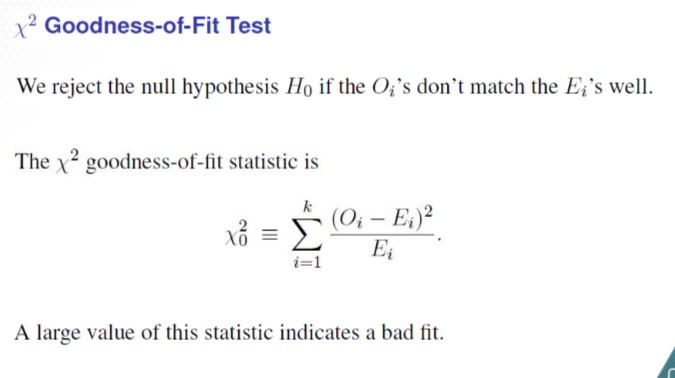 χ² Goodness-of-Fit Test
We reject the null hypothesis H₀ if the Oᵢ's don't match the Eᵢ's well.
The χ² goodness-of-fit statistic is
χ₀² ≡ ∑ᵢ₌₁ᵏ (Oᵢ − Eᵢ)² / Eᵢ.
A large value of this statistic indicates a bad fit.